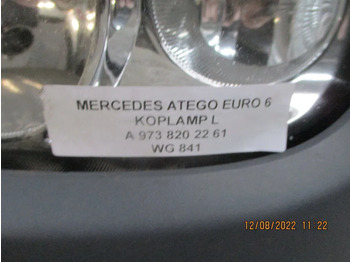 MERCEDES ATEGO EURO 6
KOPLAMP L
A 973 820 22 61
WG 841
12/08/2022 11:22